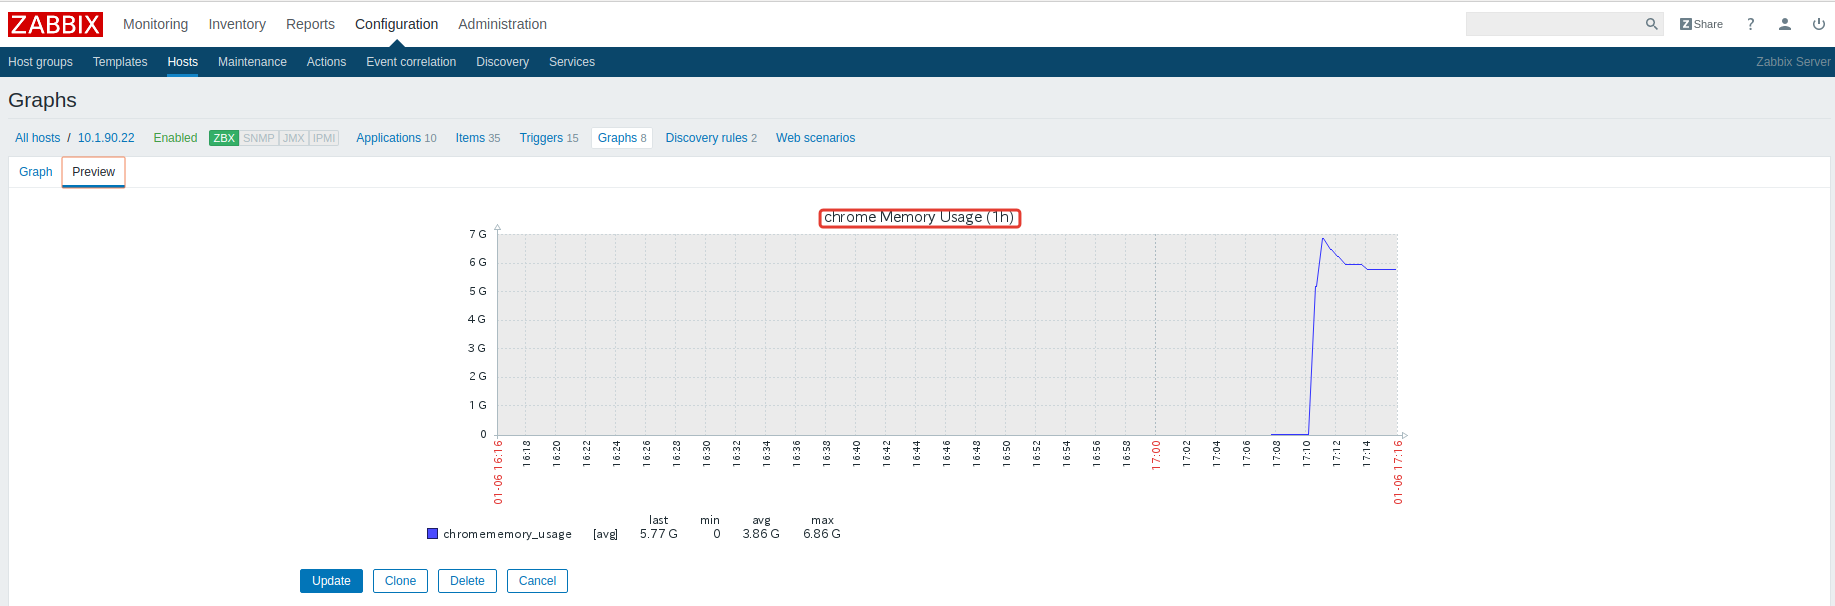 ZABBIX Monitoring Inventory Reports Configuration Administration Z Share ?
Host groups Templates Hosts Maintenance Actions Event correlation Discovery Services Zabbix Server
Graphs
All hosts / 10.1.90.22 Enabled ZBX SNMP JMX IPMI Applications 10 Items 35 Triggers 15 Graphs 8 Discovery rules 2 Web scenarios
Graph Preview
chrome Memory Usage (1h)
7 G
6 G
5 G
4 G
3 G
2 G
1 G
0
01-06 16:16 16:18 16:20 16:22 16:24 16:26 16:28 16:30 16:32 16:34 16:36 16:38 16:40 16:42 16:44 16:46 16:48 16:50 16:52 16:54 16:56 16:58 17:00 17:02 17:04 17:06 17:08 17:10 17:12 17:14 01-06 17:16
last min avg max
chromememory_usage [avg] 5.77 G 0 3.86 G 6.86 G
Update Clone Delete Cancel